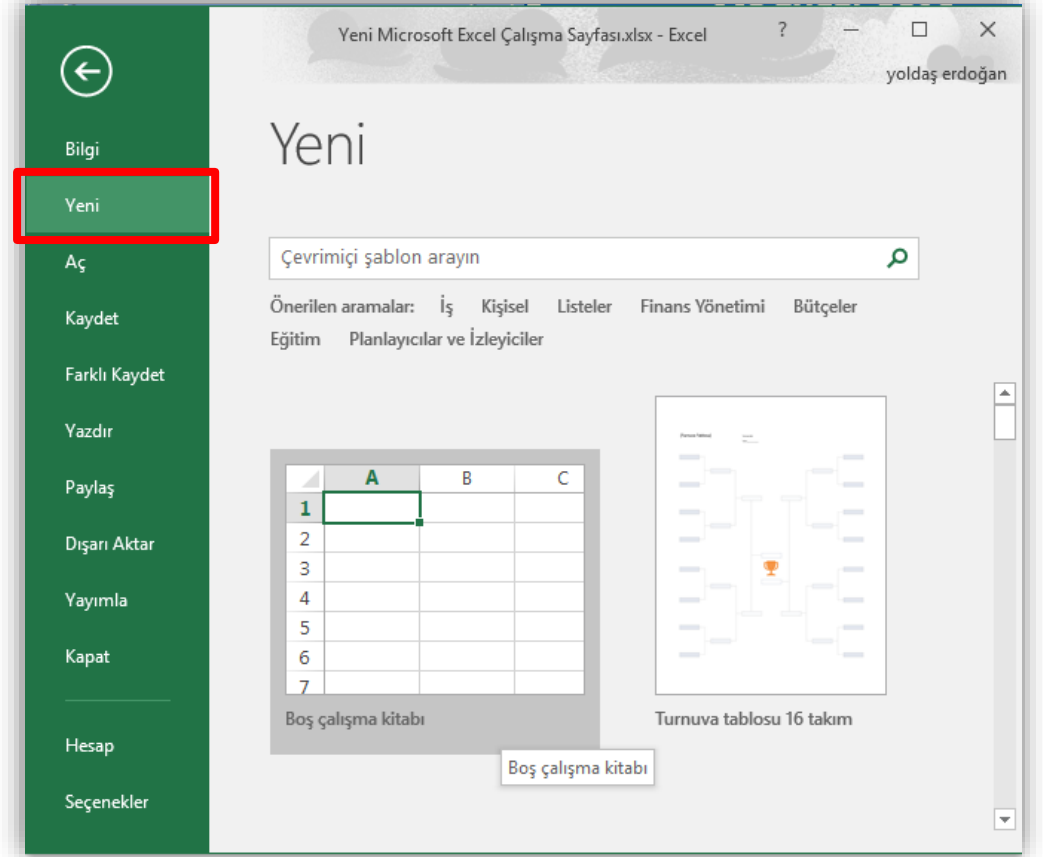 Yeni Microsoft Excel Çalışma Sayfası.xlsx - Excel
?
yoldaş erdoğan
Bilgi
Yeni
Aç
Kaydet
Farklı Kaydet
Yazdır
Paylaş
Dışarı Aktar
Yayımla
Kapat
Hesap
Seçenekler
Yeni
Çevrimiçi şablon arayın
Önerilen aramalar: İş Kişisel Listeler Finans Yönetimi Bütçeler
Eğitim Planlayıcılar ve İzleyiciler
A B C
1
2
3
4
5
6
7
Boş çalışma kitabı
Turnuva tablosu 16 takım
Boş çalışma kitabı